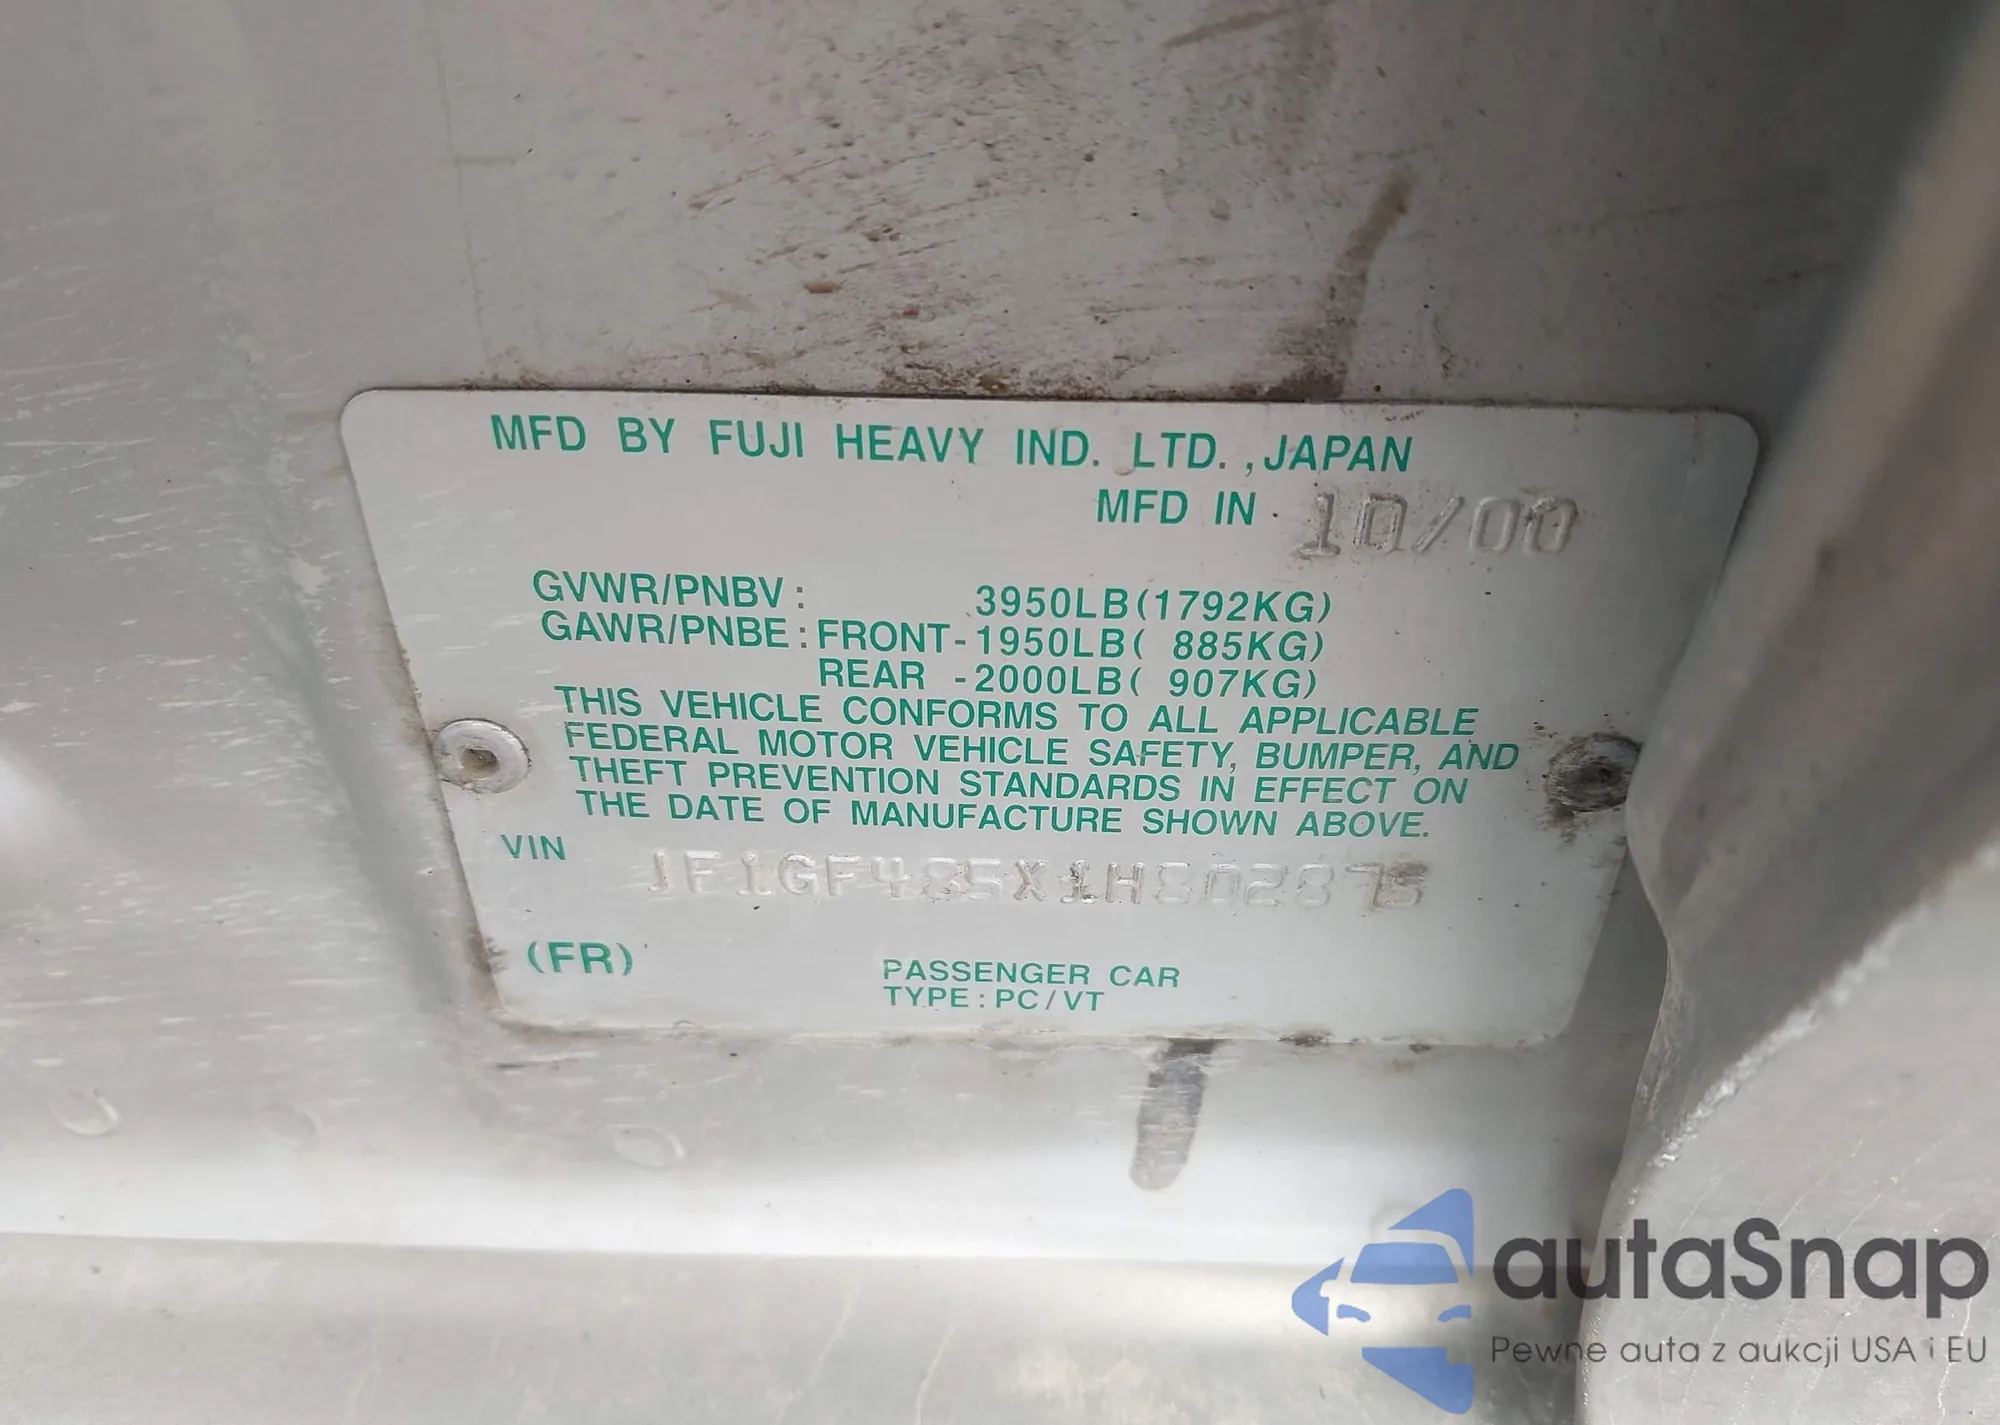 MFD BY FUJI HEAVY IND. LTD., JAPAN
MFD IN 10/00
GVWR/PNBV: 3950LB(1792KG)
GAWR/PNBE: FRONT-1950LB( 885KG)
REAR -2000LB( 907KG)
THIS VEHICLE CONFORMS TO ALL APPLICABLE
FEDERAL MOTOR VEHICLE SAFETY, BUMPER, AND
THEFT PREVENTION STANDARDS IN EFFECT ON
THE DATE OF MANUFACTURE SHOWN ABOVE.
VIN JF1GF485X1H802875
(FR) PASSENGER CAR
TYPE: PC/VT
autaSnap
Pewne auta z aukcji USA i EU